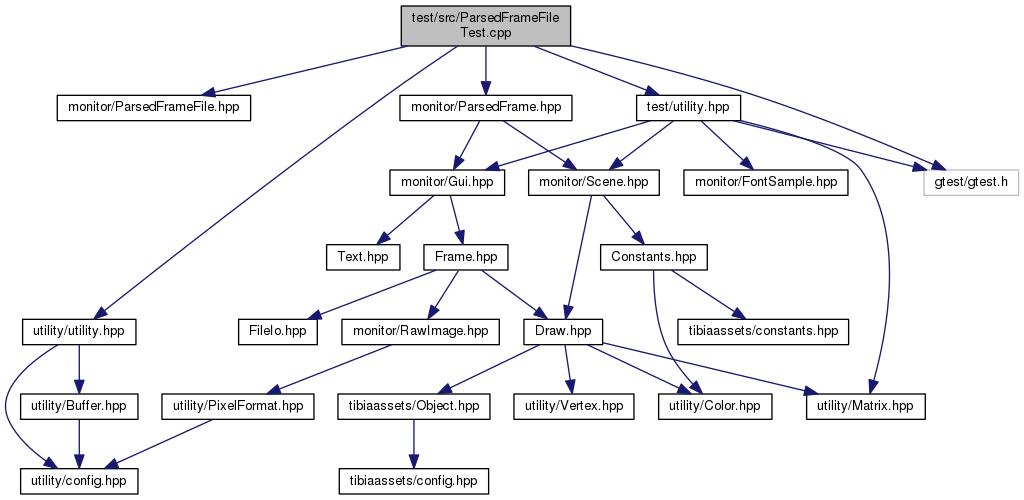 test/src/ParsedFrameFile
Test.cpp
monitor/ParsedFrameFile.hpp
monitor/ParsedFrame.hpp
test/utility.hpp
monitor/Gui.hpp
monitor/Scene.hpp
monitor/FontSample.hpp
gtest/gtest.h
Text.hpp
Frame.hpp
Constants.hpp
utility/utility.hpp
FileIo.hpp
monitor/RawImage.hpp
Draw.hpp
tibiaassets/constants.hpp
utility/Buffer.hpp
utility/PixelFormat.hpp
tibiaassets/Object.hpp
utility/Vertex.hpp
utility/Color.hpp
utility/Matrix.hpp
utility/config.hpp
tibiaassets/config.hpp